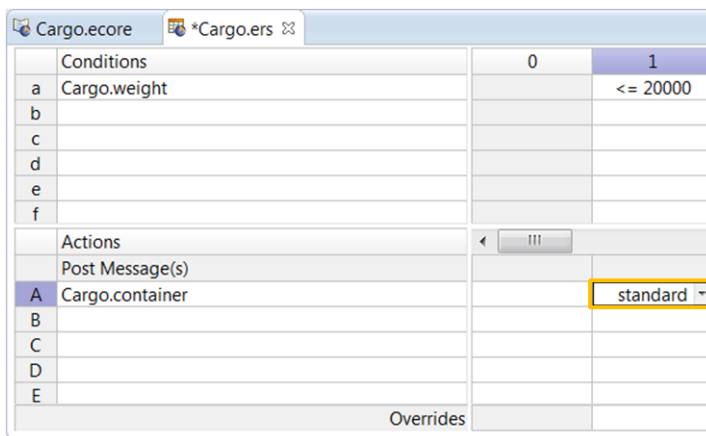 Cargo.ecore *Cargo.ers
Conditions 0 1
a Cargo.weight <= 20000
b
c
d
e
f
Actions
Post Message(s)
A Cargo.container standard
B
C
D
E
Overrides